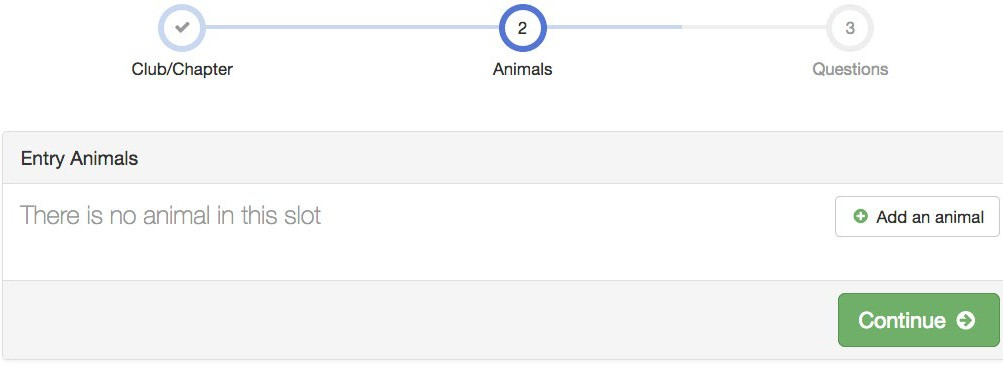 2
3
Club/Chapter
Animals
Questions
Entry Animals
There is no animal in this slot
Add an animal
Continue